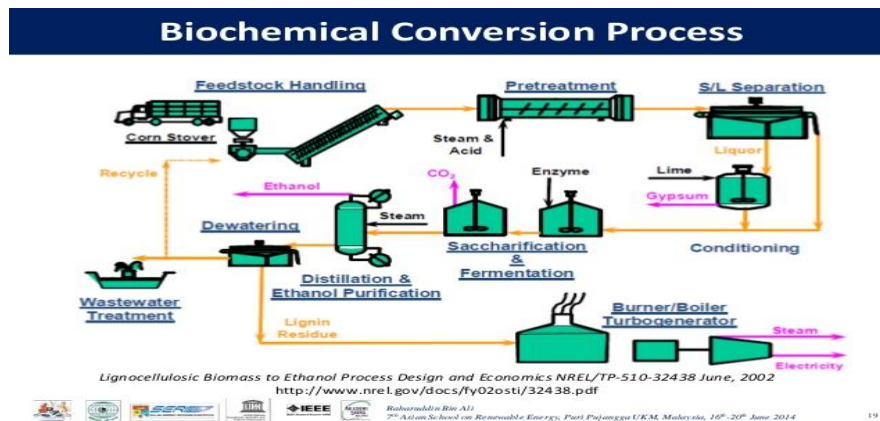 Biochemical Conversion Process
Feedstock Handling
Pretreatment
S/L Separation
Corn Stover
Steam &
Acid
Liquor
Recycle
Ethanol
CO₂
Enzyme
Lime
Gypsum
Steam
Dewatering
Saccharification
&
Fermentation
Conditioning
Distillation &
Ethanol Purification
Wastewater
Treatment
Lignin
Residue
Burner/Boiler
Turbogenerator
Steam
Electricity
Lignocellulosic Biomass to Ethanol Process Design and Economics NREL/TP-510-32438 June, 2002
http://www.nrel.gov/docs/fy02osti/32438.pdf
SERI
IEEE
Baharuddin Bin Ali
7th Asian School on Renewable Energy, Puri Pujangga UKM, Malaysia, 16th-20th June 2014
19